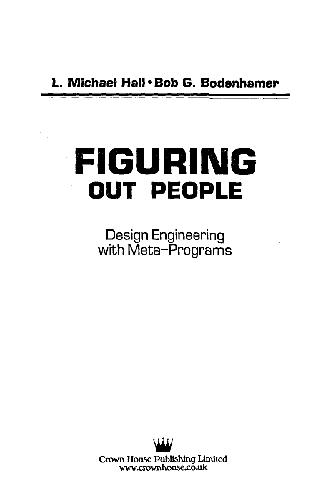 L. Michael Hall • Bob G. Bodenhamer
FIGURING
OUT PEOPLE
Design Engineering
with Meta-Programs
Crown House Publishing Limited
www.crownhouse.co.uk